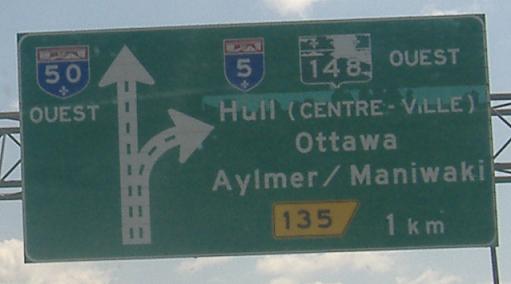 50
OUEST
5 148 OUEST
Hull (CENTRE-VILLE)
Ottawa
Aylmer/Maniwaki
135 1 km